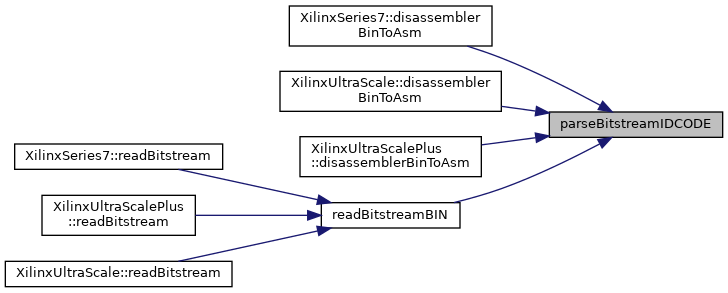 XilinxSeries7::disassembler
BinToAsm
XilinxUltraScale::disassembler
BinToAsm
parseBitstreamIDCODE
XilinxUltraScalePlus
::disassemblerBinToAsm
XilinxSeries7::readBitstream
XilinxUltraScalePlus
::readBitstream
readBitstreamBIN
XilinxUltraScale::readBitstream